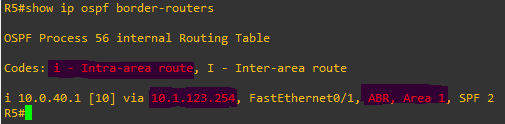 R5#show ip ospf border-routers
OSPF Process 56 internal Routing Table
Codes: i - Intra-area route, I - Inter-area route
i 10.0.40.1 [10] via 10.1.123.254, FastEthernet0/1, ABR, Area 1, SPF 2
R5#